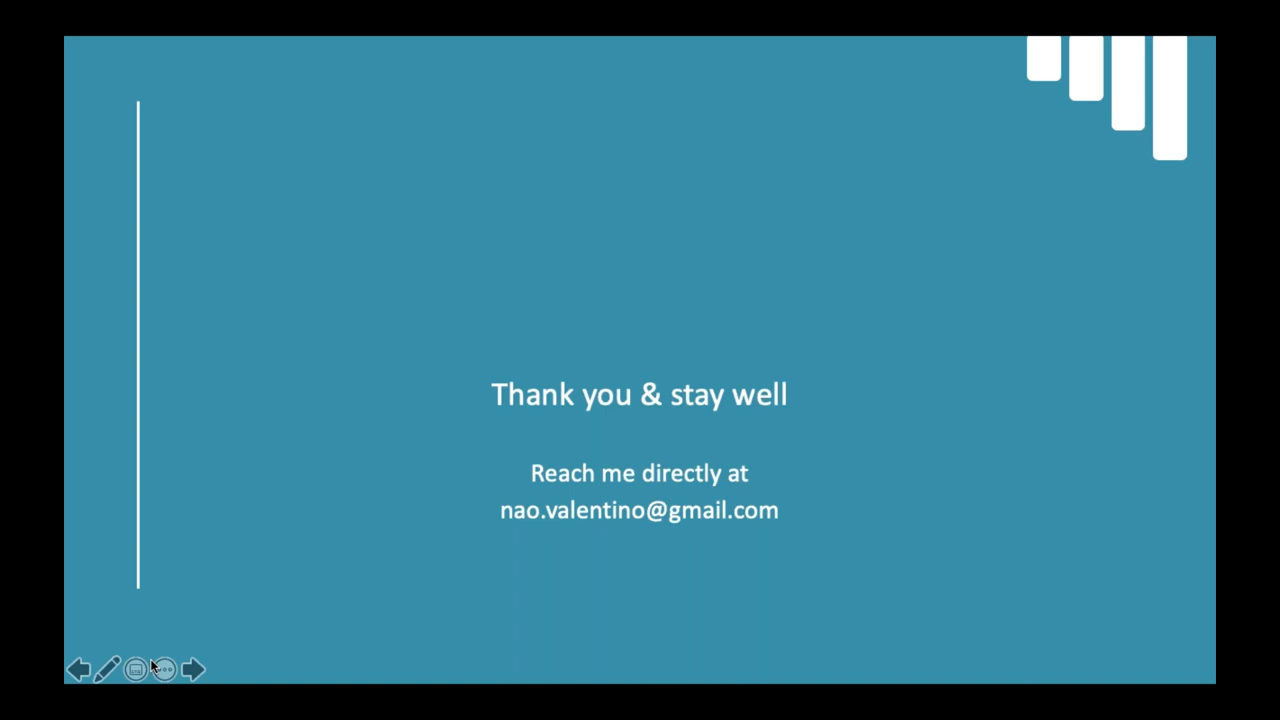 Thank you & stay well
Reach me directly at
nao.valentino@gmail.com